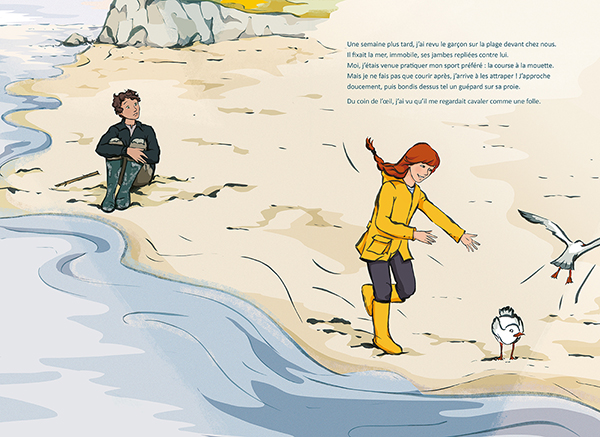 Une semaine plus tard, j'ai revu le garçon sur la plage devant chez nous.
Il fixait la mer, immobile, ses jambes repliées contre lui.
Moi, j'étais venue pratiquer mon sport préféré : la course à la mouette.
Mais je ne fais pas que courir après, j'arrive à les attraper ! J'approche
doucement, puis bondis dessus tel un guépard sur sa proie.
Du coin de l'œil, j'ai vu qu'il me regardait cavaler comme une folle.